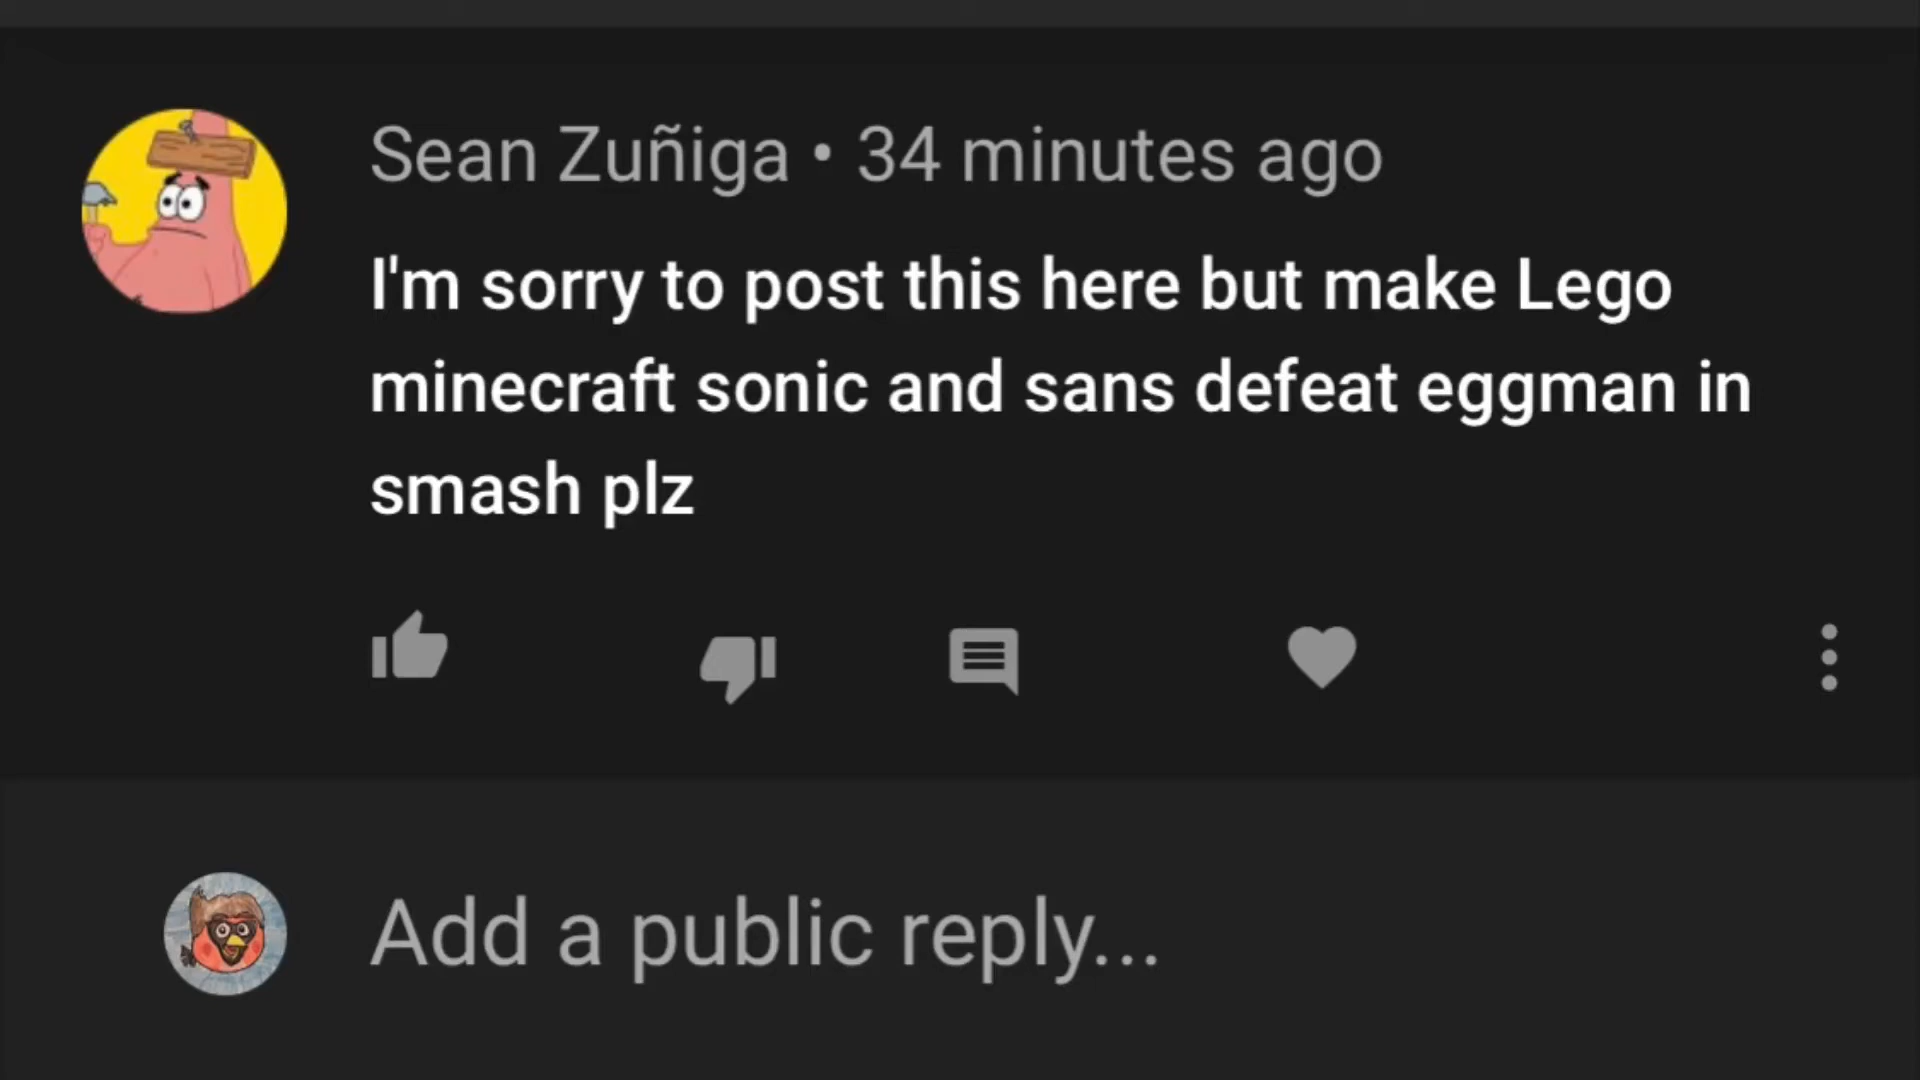 Sean Zuñiga • 34 minutes ago
I'm sorry to post this here but make Lego
minecraft sonic and sans defeat eggman in
smash plz
Add a public reply...